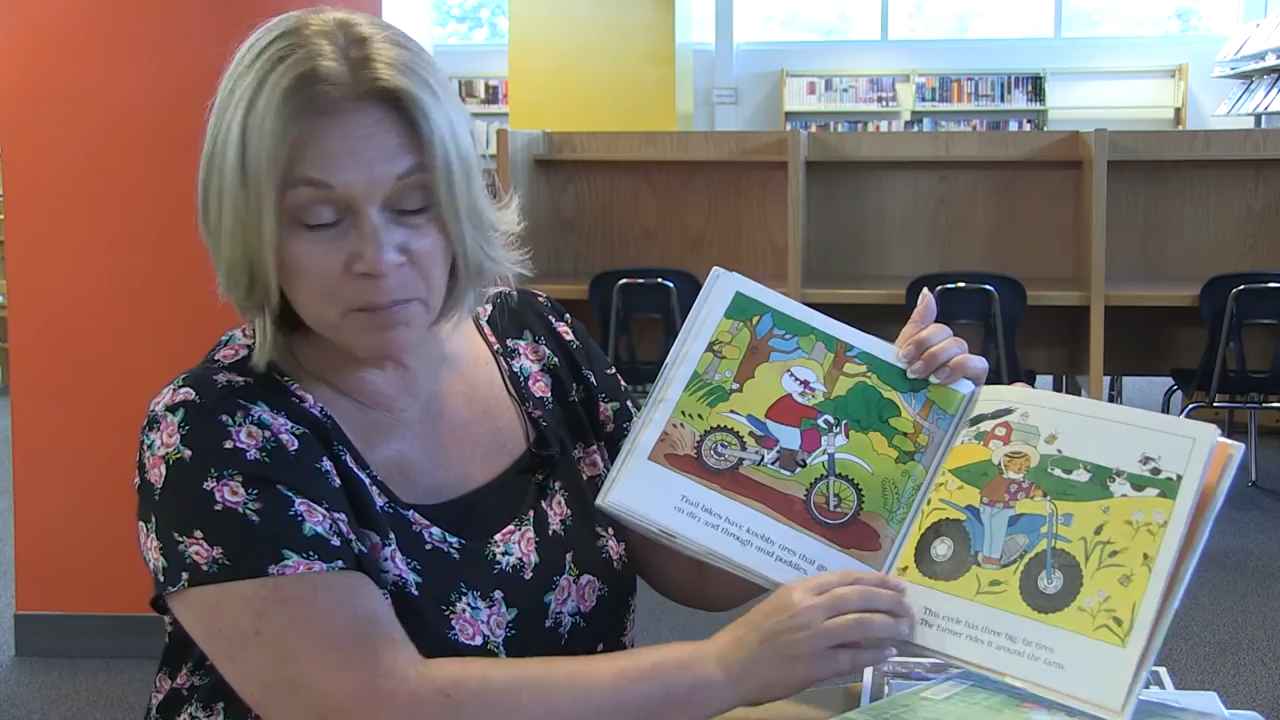 Trail bikes have knobby tires that go
on dirt and through mud puddles.
This cycle has three big, fat tires.
The farmer rides it around the farm.